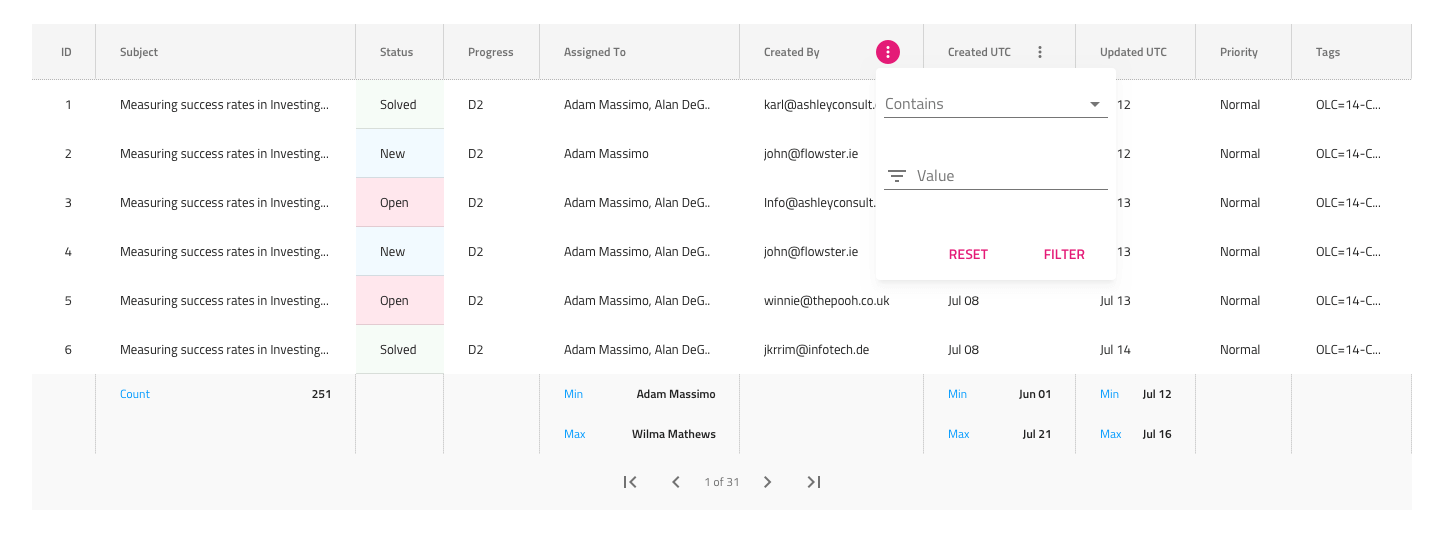 ID Subject Status Progress Assigned To Created By Created UTC Updated UTC Priority Tags
1 Measuring success rates in Investing... Solved D2 Adam Massimo, Alan DeG.. karl@ashleyconsult. 12 Normal OLC=14-C...
Contains
2 Measuring success rates in Investing... New D2 Adam Massimo john@flowster.ie 12 Normal OLC=14-C...
Value
3 Measuring success rates in Investing... Open D2 Adam Massimo, Alan DeG.. Info@ashleyconsult. 13 Normal OLC=14-C...
4 Measuring success rates in Investing... New D2 Adam Massimo, Alan DeG.. john@flowster.ie 13 Normal OLC=14-C...
RESET FILTER
5 Measuring success rates in Investing... Open D2 Adam Massimo, Alan DeG.. winnie@thepooh.co.uk Jul 08 Jul 13 Normal OLC=14-C...
6 Measuring success rates in Investing... Solved D2 Adam Massimo, Alan DeG.. jkrrim@infotech.de Jul 08 Jul 14 Normal OLC=14-C...
Count 251 Min Adam Massimo Min Jun 01 Min Jul 12
Max Wilma Mathews Max Jul 21 Max Jul 16
1 of 31